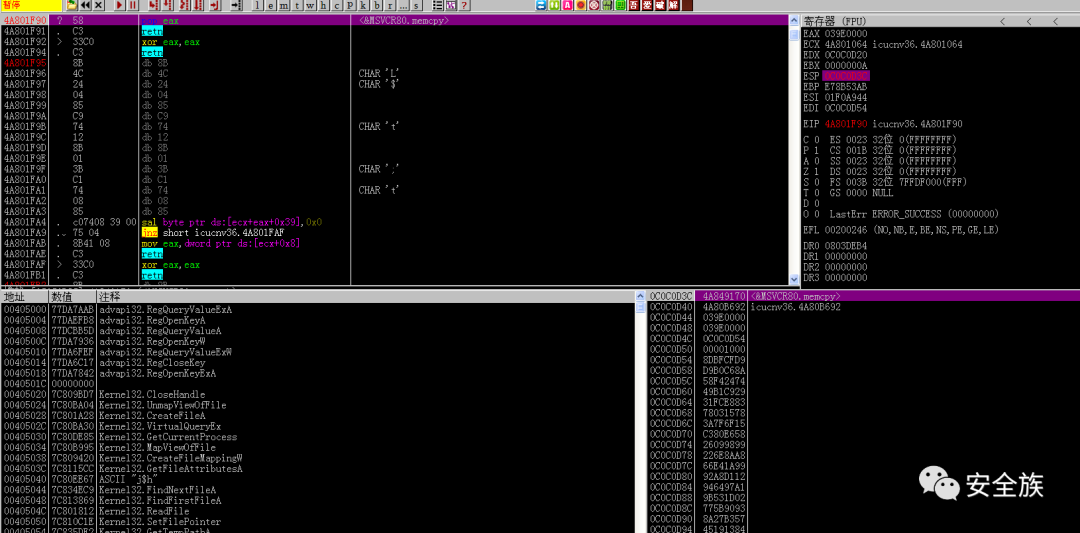 暂停
l e m t w h c P k b r ... s
吾 爱 破 解
4A801F90 ? 58 eax <&MSVCR80.memcpy>
4A801F91 . C3 retn
4A801F92 > 33C0 xor eax,eax
4A801F94 . C3 retn
4A801F95 8B db 8B
4A801F96 4C db 4C CHAR 'L'
4A801F97 24 db 24 CHAR '$'
4A801F98 04 db 04
4A801F99 85 db 85
4A801F9A C9 db C9
4A801F9B 74 db 74 CHAR 't'
4A801F9C 12 db 12
4A801F9D 8B db 8B
4A801F9E 01 db 01
4A801F9F 3B db 3B CHAR ';'
4A801FA0 C1 db C1
4A801FA1 74 db 74 CHAR 't'
4A801FA2 08 db 08
4A801FA3 85 db 85
4A801FA4 . c07408 39 00 sal byte ptr ds:[ecx+eax+0x39],0x0
4A801FA9 .. 75 04 jnz short icucnv36.4A801FAF
4A801FAB . 8B41 08 mov eax,dword ptr ds:[ecx+0x8]
4A801FAE . C3 retn
4A801FAF > 33C0 xor eax,eax
4A801FB1 . C3 retn
寄存器 (FPU) < < <
EAX 039E0000
ECX 4A801064 icucnv36.4A801064
EDX 0C0C0D20
EBX 0000000A
ESP 0C0C0D3C
EBP E78B53AB
ESI 01F0A944
EDI 0C0C0D54
EIP 4A801F90 icucnv36.4A801F90
C 0 ES 0023 32位 0(FFFFFFFF)
P 1 CS 001B 32位 0(FFFFFFFF)
A 0 SS 0023 32位 0(FFFFFFFF)
Z 1 DS 0023 32位 0(FFFFFFFF)
S 0 FS 003B 32位 7FFDF000(FFF)
T 0 GS 0000 NULL
D 0
O 0 LastErr ERROR_SUCCESS (00000000)
EFL 00200246 (NO,NB,E,BE,NS,PE,GE,LE)
DR0 0803DEB4
DR1 00000000
DR2 00000000
DR3 00000000
地址 数值 注释
00405000 77DA7AAB advapi32.RegQueryValueExA
00405004 77DAEFB8 advapi32.RegOpenKeyA
00405008 77DCBB5D advapi32.RegQueryValueA
0040500C 77DA7936 advapi32.RegOpenKeyW
00405010 77DA6FEF advapi32.RegQueryValueExW
00405014 77DA6C17 advapi32.RegCloseKey
00405018 77DA7842 advapi32.RegOpenKeyExA
0040501C 00000000
00405020 7C809BD7 Kernel32.CloseHandle
00405024 7C80BA04 Kernel32.UnmapViewOfFile
00405028 7C801A28 Kernel32.CreateFileA
0040502C 7C80BA30 Kernel32.VirtualQueryEx
00405030 7C80DE85 Kernel32.GetCurrentProcess
00405034 7C80B995 Kernel32.MapViewOfFile
00405038 7C809420 Kernel32.CreateFileMappingW
0040503C 7C8115CC Kernel32.GetFileAttributesA
00405040 7C80EB67 ASCII "j$h"
00405044 7C834EC9 Kernel32.FindNextFileA
00405048 7C813869 Kernel32.FindFirstFileA
0040504C 7C801812 Kernel32.ReadFile
00405050 7C810C1E Kernel32.SetFilePointer
00405054 7C835DE2 Kernel32.GetTempPathA
0C0C0D3C 4A849170 <&MSVCR80.memcpy>
0C0C0D40 4A80B692 icucnv36.4A80B692
0C0C0D44 039E0000
0C0C0D48 039E0000
0C0C0D4C 0C0C0D54
0C0C0D50 00001000
0C0C0D54 8DBFCFD9
0C0C0D58 D9B0C68A
0C0C0D5C 58F42474
0C0C0D60 49B1C929
0C0C0D64 31FCE883
0C0C0D68 78031578
0C0C0D6C 3A7F6F15
0C0C0D70 C380E658
0C0C0D74 26099899
0C0C0D78 226E8AA8
0C0C0D7C 66E41A99
0C0C0D80 92A8D112
0C0C0D84 946497A1
0C0C0D88 9B531D02
0C0C0D8C 775B9093
0C0C0D90 8A27B357
0C0C0D94 45191384
安全族